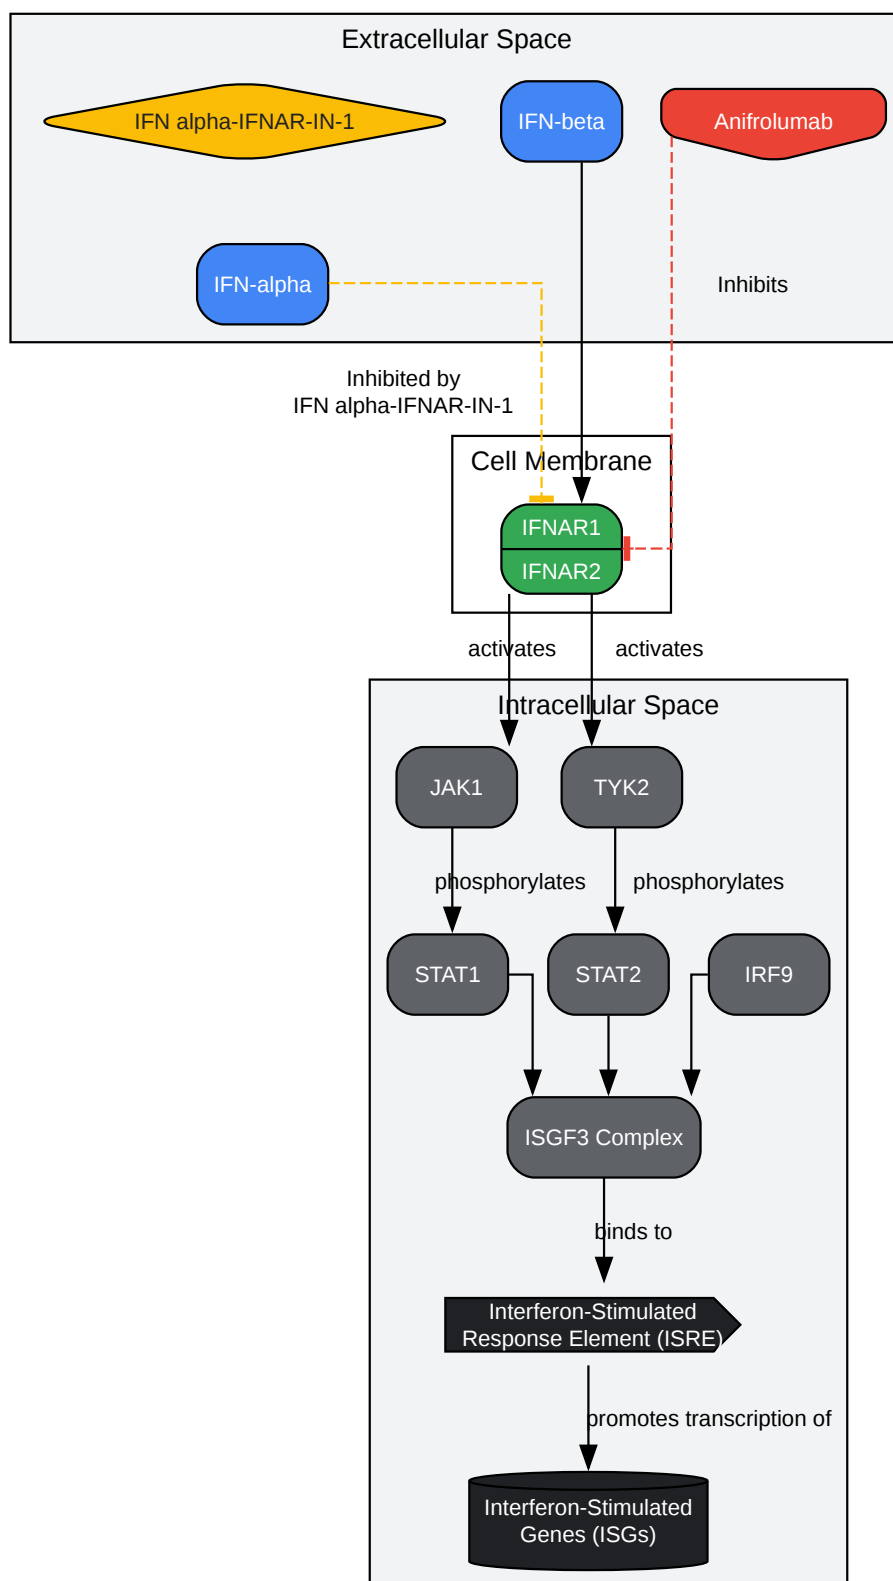 Extracellular Space
IFN alpha-IFNAR-IN-1
IFN-beta
Anifrolumab
IFN-alpha
Inhibits
Inhibited by
IFN alpha-IFNAR-IN-1
Cell Membrane
IFNAR1
IFNAR2
activates
activates
Intracellular Space
JAK1
TYK2
phosphorylates
phosphorylates
STAT1
STAT2
IRF9
ISGF3 Complex
binds to
Interferon-Stimulated
Response Element (ISRE)
promotes transcription of
Interferon-Stimulated
Genes (ISGs)